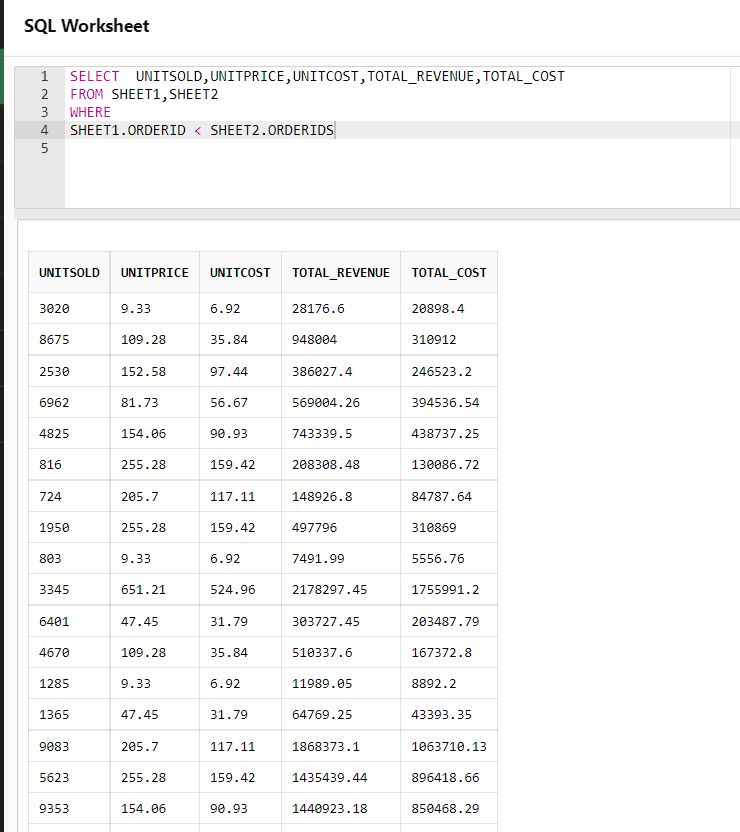 SQL Worksheet
1 SELECT  UNITSOLD,UNITPRICE,UNITCOST,TOTAL_REVENUE,TOTAL_COST
2 FROM SHEET1,SHEET2
3 WHERE
4 SHEET1.ORDERID < SHEET2.ORDERIDS
5
UNITSOLD UNITPRICE UNITCOST TOTAL_REVENUE TOTAL_COST
3020 9.33 6.92 28176.6 20898.4
8675 109.28 35.84 948004 310912
2530 152.58 97.44 386027.4 246523.2
6962 81.73 56.67 569004.26 394536.54
4825 154.06 90.93 743339.5 438737.25
816 255.28 159.42 208308.48 130086.72
724 205.7 117.11 148926.8 84787.64
1950 255.28 159.42 497796 310869
803 9.33 6.92 7491.99 5556.76
3345 651.21 524.96 2178297.45 1755991.2
6401 47.45 31.79 303727.45 203487.79
4670 109.28 35.84 510337.6 167372.8
1285 9.33 6.92 11989.05 8892.2
1365 47.45 31.79 64769.25 43393.35
9083 205.7 117.11 1868373.1 1063710.13
5623 255.28 159.42 1435439.44 896418.66
9353 154.06 90.93 1440923.18 850468.29